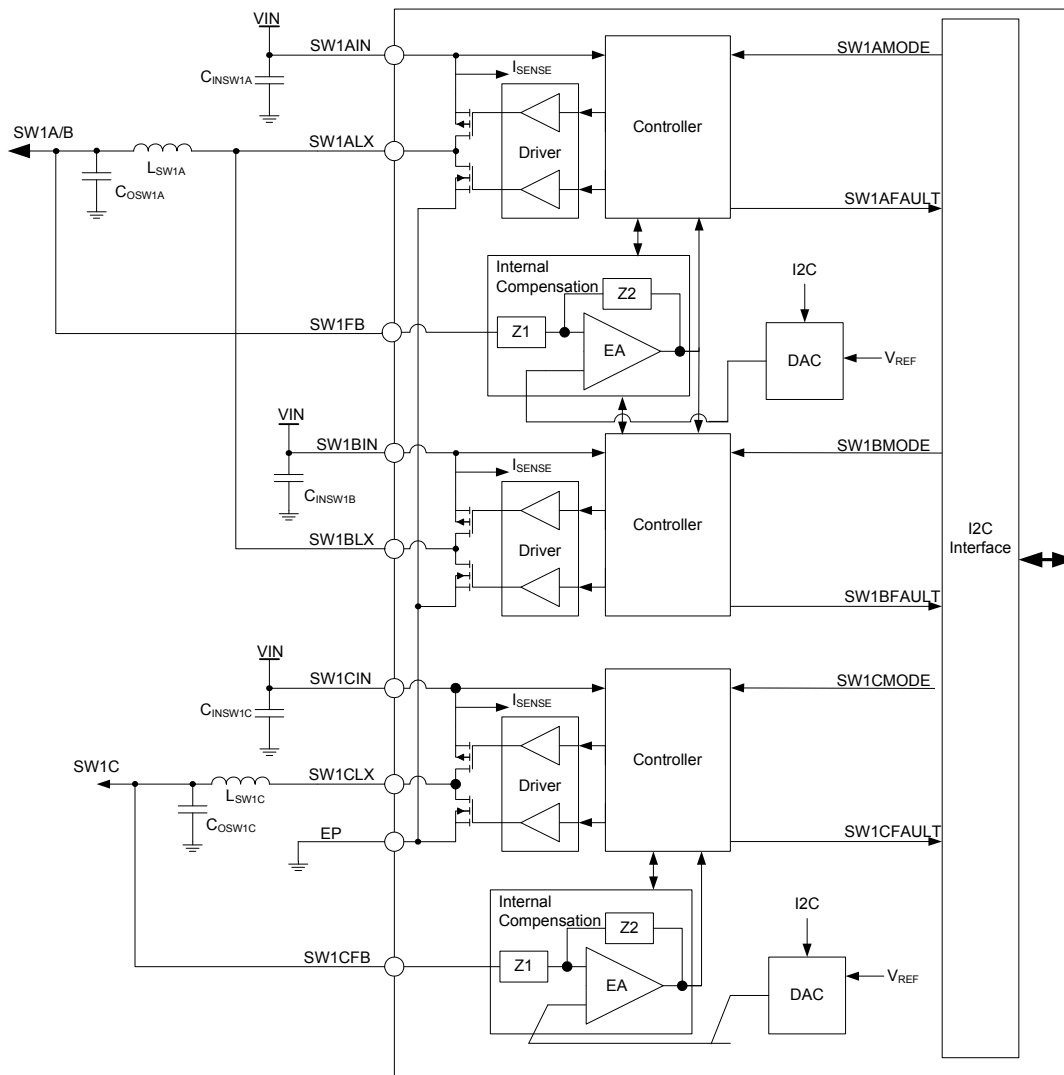 VIN
SW1AIN
SW1AMODE
CINSW1A
ISENSE
Controller
SW1A/B
SW1ALX
Driver
LSW1A
COSW1A
SW1AFAULT
Internal
Compensation
I2C
Z2
SW1FB
Z1
EA
DAC
VREF
VIN
SW1BIN
SW1BMODE
ISENSE
CINSW1B
Controller
I2C
Interface
SW1BLX
Driver
SW1BFAULT
VIN
SW1CIN
SW1CMODE
ISENSE
CINSW1C
Controller
SW1C
SW1CLX
Driver
LSW1C
COSW1C
EP
SW1CFAULT
Internal
Compensation
I2C
Z2
SW1CFB
Z1
EA
DAC
VREF